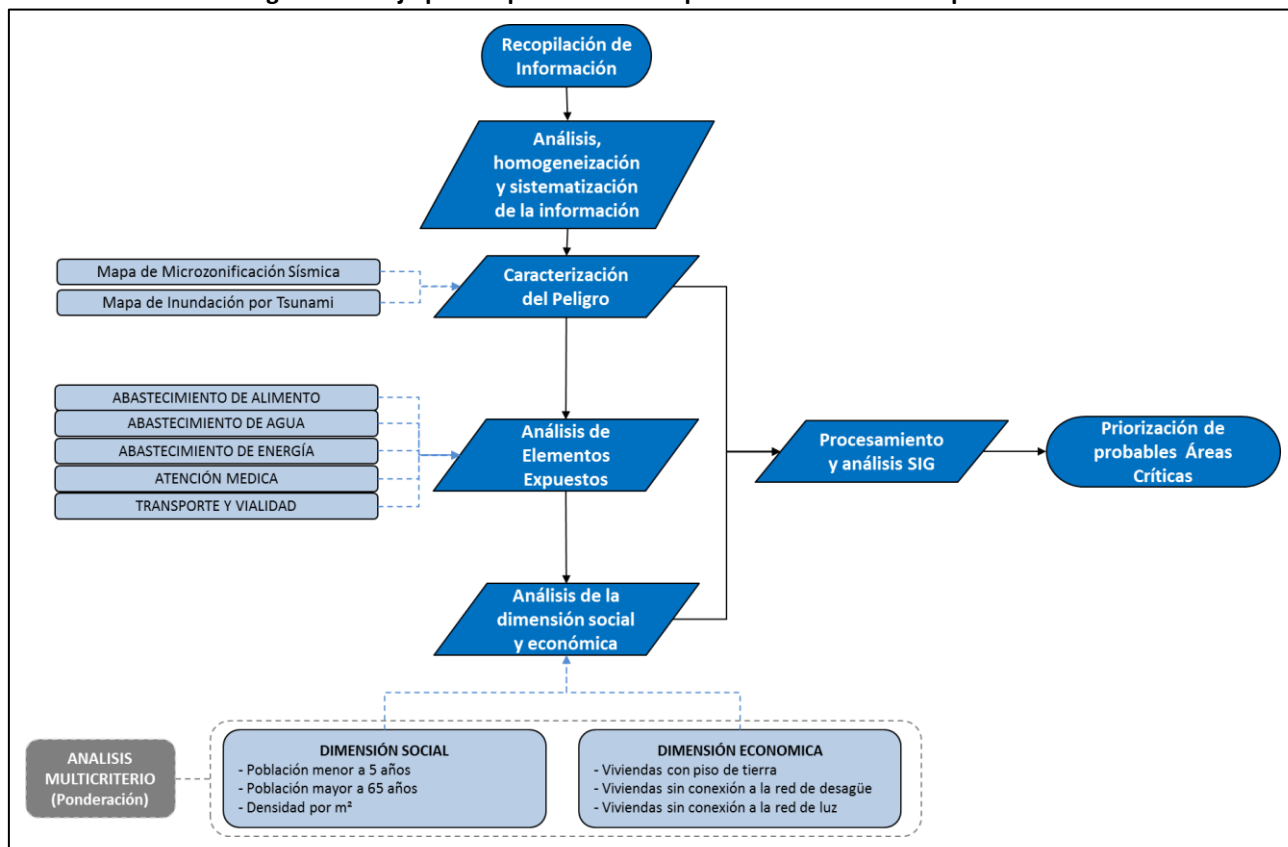 Recopilación de
Información
Análisis,
homogeneización
y sistematización
de la información
Mapa de Microzonificación Sísmica
Mapa de Inundación por Tsunami
Caracterización
del Peligro
ABASTECIMIENTO DE ALIMENTO
ABASTECIMIENTO DE AGUA
ABASTECIMIENTO DE ENERGÍA
ATENCIÓN MEDICA
TRANSPORTE Y VIALIDAD
Análisis de
Elementos
Expuestos
Procesamiento
y análisis SIG
Priorización de
probables Áreas
Críticas
Análisis de la
dimensión social
y económica
ANALISIS
MULTICRITERIO
(Ponderación)
DIMENSIÓN SOCIAL
- Población menor a 5 años
- Población mayor a 65 años
- Densidad por m²
DIMENSIÓN ECONOMICA
- Viviendas con piso de tierra
- Viviendas sin conexión a la red de desagüe
- Viviendas sin conexión a la red de luz